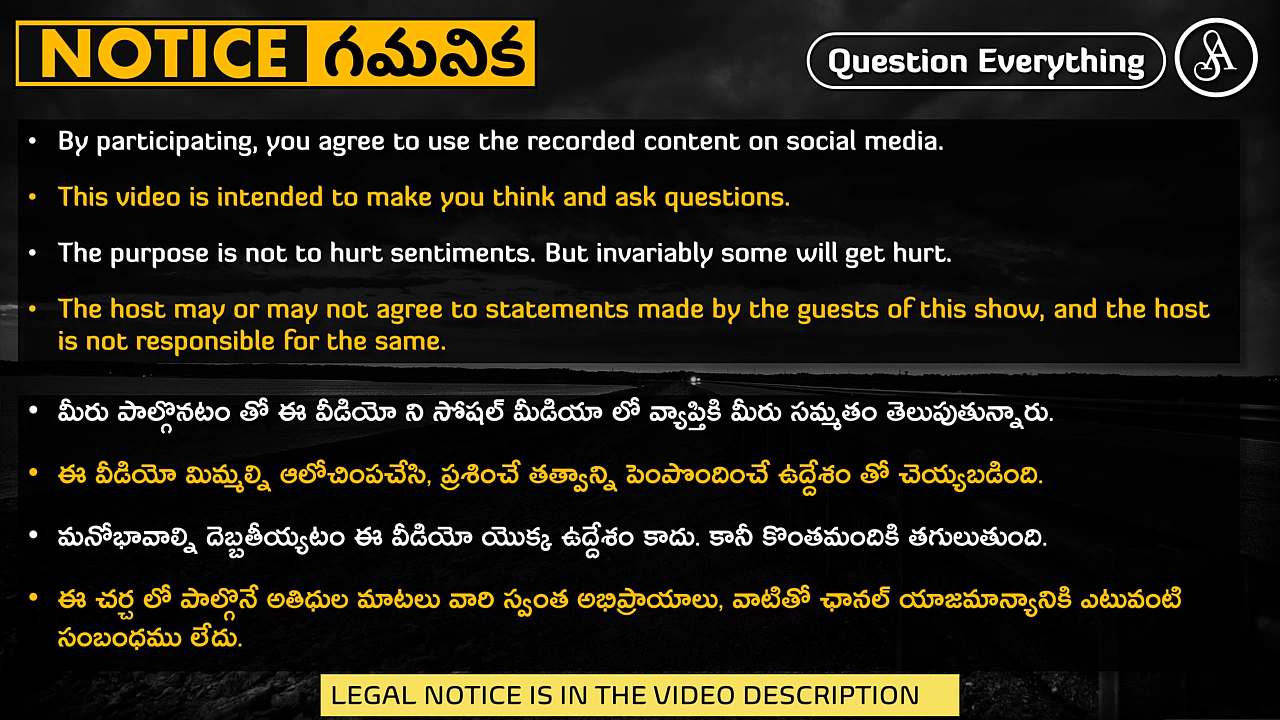 NOTICE గమనిక
Question Everything
• By participating, you agree to use the recorded content on social media.
• This video is intended to make you think and ask questions.
• The purpose is not to hurt sentiments. But invariably some will get hurt.
• The host may or may not agree to statements made by the guests of this show, and the host
is not responsible for the same.
• మీరు పాల్గొనటం తో ఈ వీడియో ని సోషల్ మీడియా లో వ్యాప్తికి మీరు సమ్మతం తెలుపుతున్నారు.
• ఈ వీడియో మిమ్మల్ని ఆలోచింపచేసి, ప్రశించే తత్వాన్ని పెంపొందించే ఉద్దేశం తో చెయ్యబడింది.
• మనోభావాల్ని దెబ్బతీయ్యటం ఈ వీడియో యొక్క ఉద్దేశం కాదు. కానీ కొంతమందికి తగులుతుంది.
• ఈ చర్చ లో పాల్గొనే అతిధుల మాటలు వారి స్వంత అభిప్రాయాలు, వాటితో ఛానల్ యాజమాన్యానికి ఎటువంటి
సంబంధము లేదు.
LEGAL NOTICE IS IN THE VIDEO DESCRIPTION